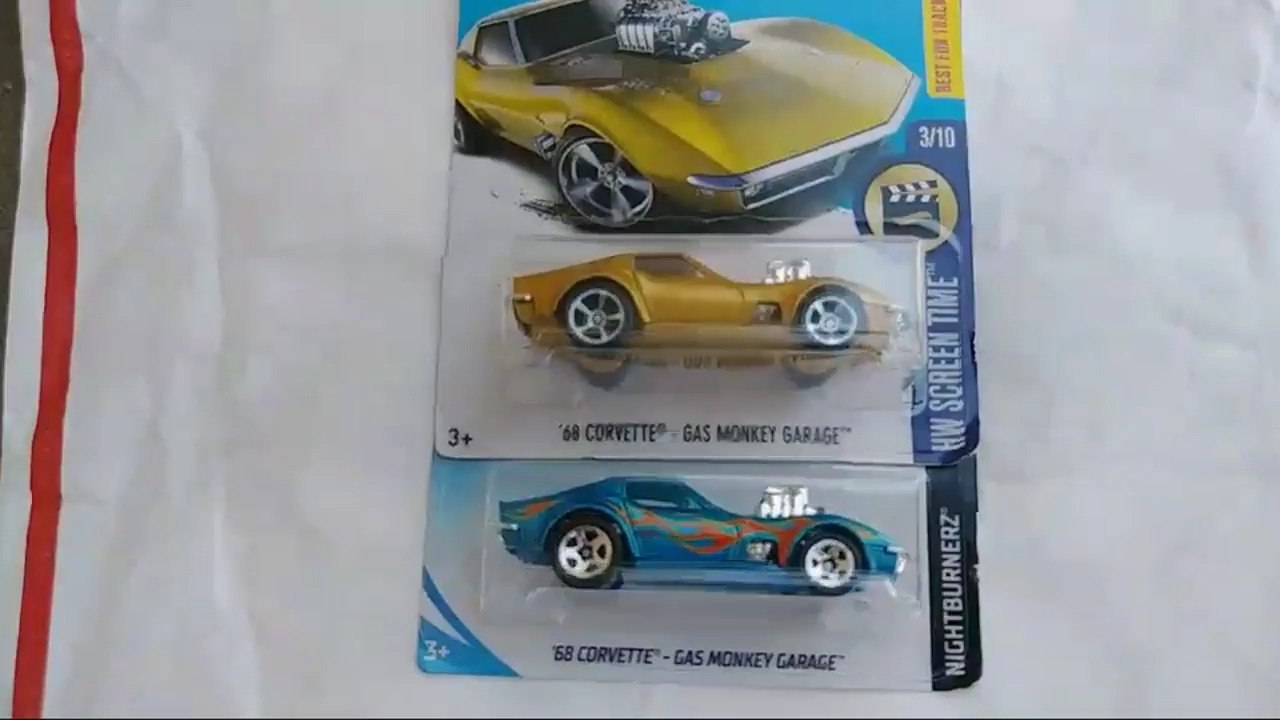 BEST FOR TRACK
3/10
HW SCREEN TIME™
'68 CORVETTE® - GAS MONKEY GARAGE™
3+
NIGHTBURNERZ®
'68 CORVETTE® - GAS MONKEY GARAGE™
3+